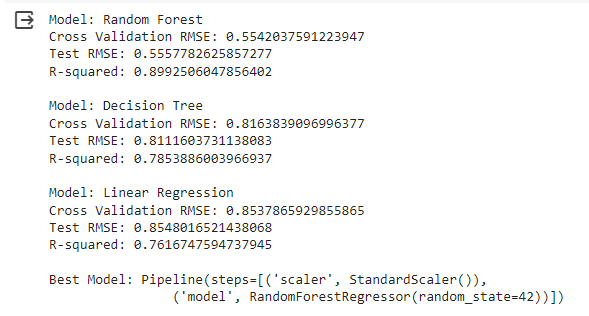 Model: Random Forest
Cross Validation RMSE: 0.5542037591223947
Test RMSE: 0.5557782625857277
R-squared: 0.8992506047856402
Model: Decision Tree
Cross Validation RMSE: 0.8163839096996377
Test RMSE: 0.8111603731138083
R-squared: 0.7853886003966937
Model: Linear Regression
Cross Validation RMSE: 0.8537865929855865
Test RMSE: 0.8548016521438068
R-squared: 0.7616747594737945
Best Model: Pipeline(steps=[('scaler', StandardScaler()),
('model', RandomForestRegressor(random_state=42))])